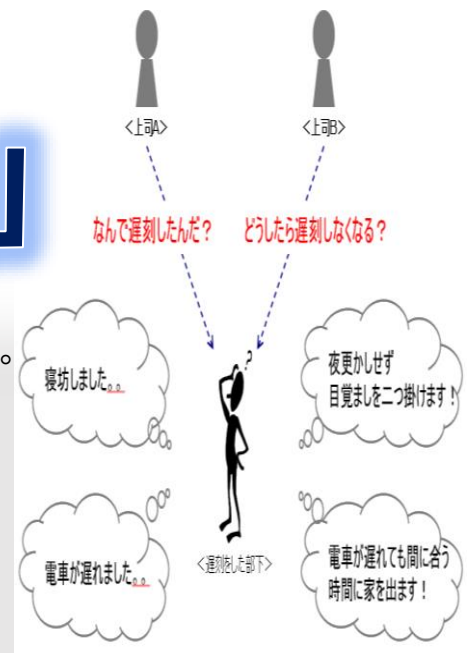 <上司A>
<上司B>
なんで遅刻したんだ？
どうしたら遅刻しなくなる？
」
。
寝坊しました。。
夜更かしせず
目覚ましを二つ掛けます！
?
電車が遅れました。。
<遅刻をした部下>
電車が遅れても間に合う
時間に家を出ます！